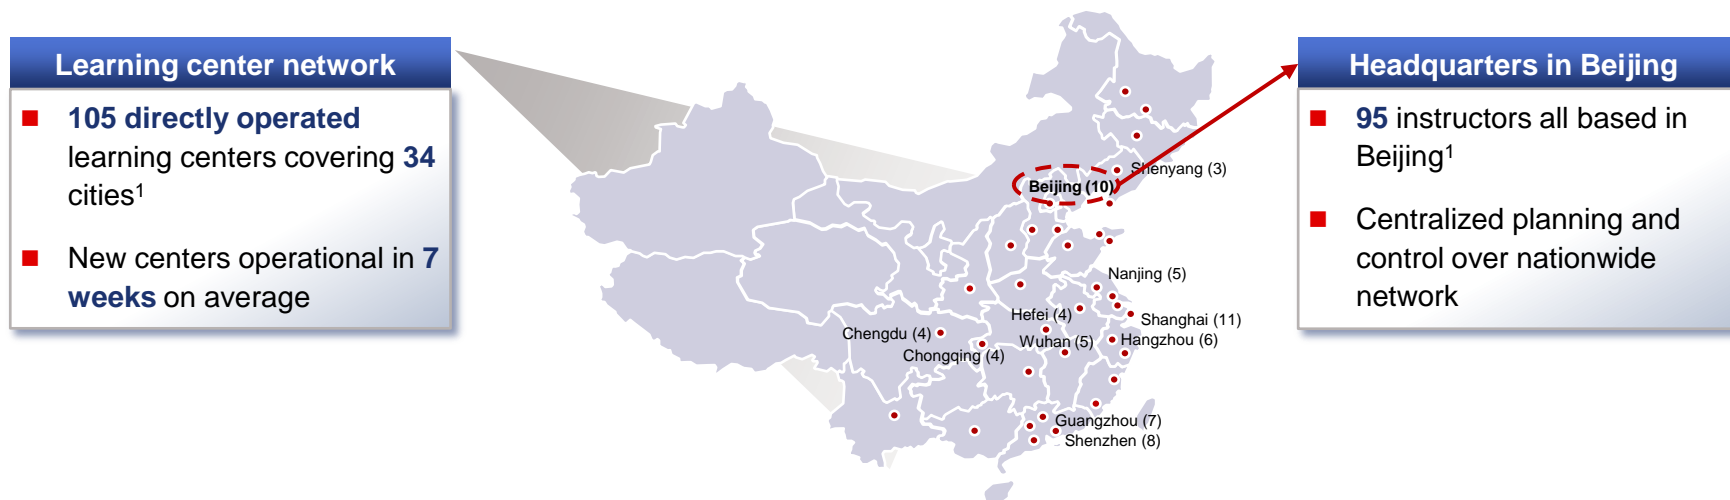 Learning center network
105 directly operated
learning centers covering 34
cities1
New centers operational in 7
weeks on average
Shenyang (3)
Beijing (10)
Nanjing (5)
Hefei (4)
Shanghai (11)
Chengdu (4)
Wuhan (5)
Hangzhou (6)
Chongqing (4)
Guangzhou (7)
Shenzhen (8)
Headquarters in Beijing
95 instructors all based in
Beijing1
Centralized planning and
control over nationwide
network